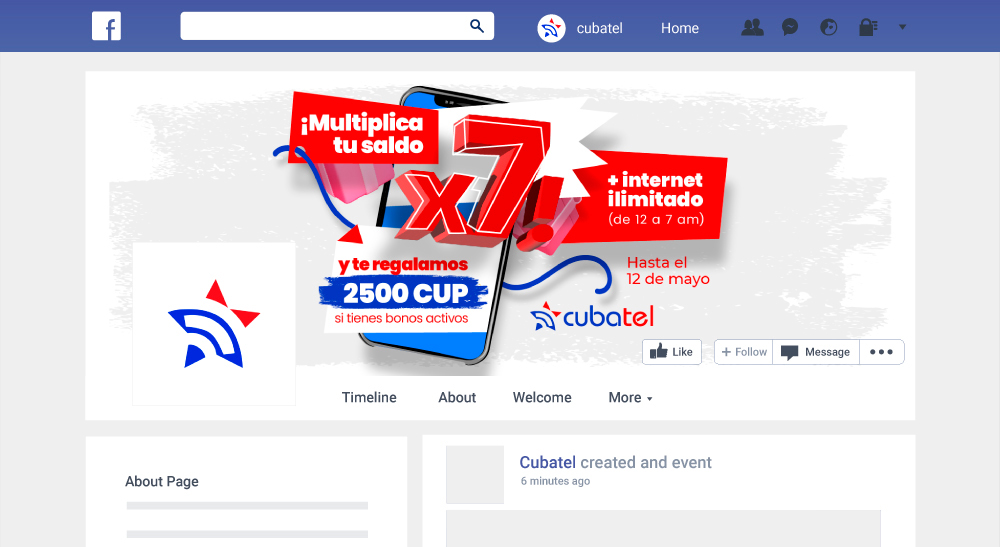 f
cubatel
Home
¡Multiplica
tu saldo
x7!
+ internet
ilimitado
(de 12 a 7 am)
y te regalamos
2500 CUP
si tienes bonos activos
Hasta el
12 de mayo
cubatel
Like
+ Follow
Message
Timeline
About
Welcome
More
About Page
Cubatel created and event
6 minutes ago